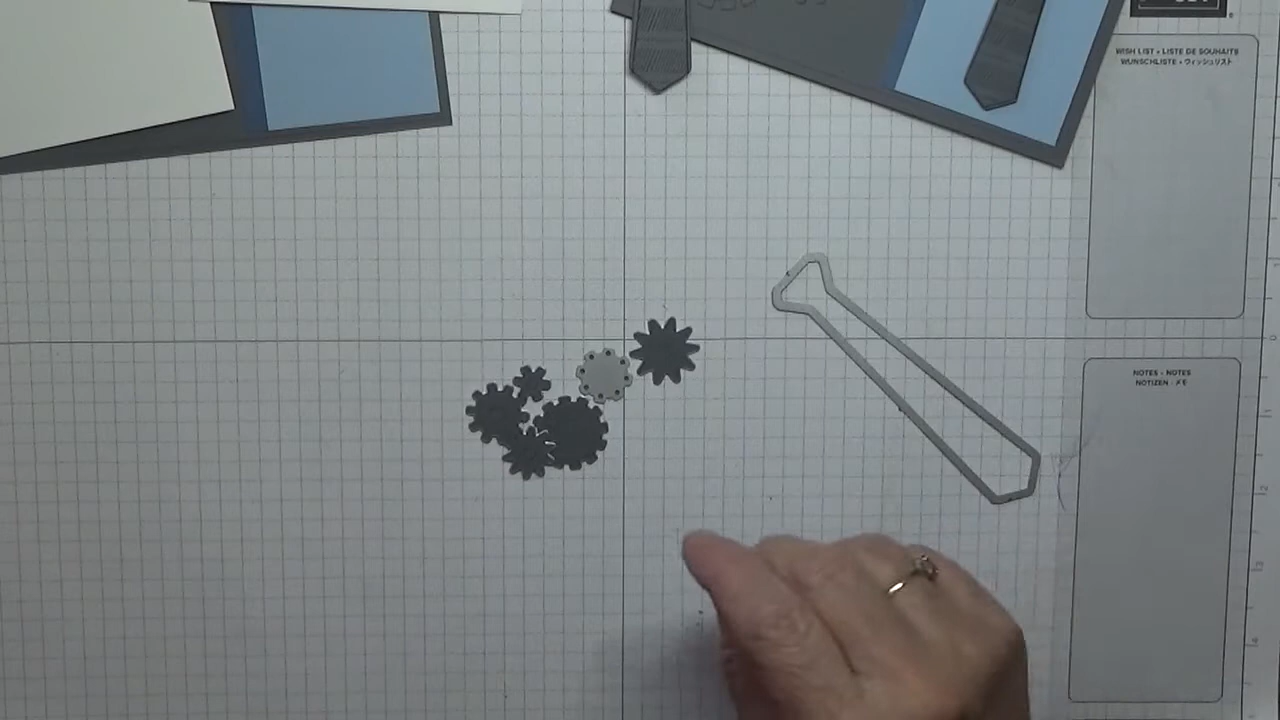 WISH LIST • LISTE DE SOUHAITS
WUNSCHLISTE • ウィッシュリスト
NOTES • NOTES
NOTIZEN • メモ